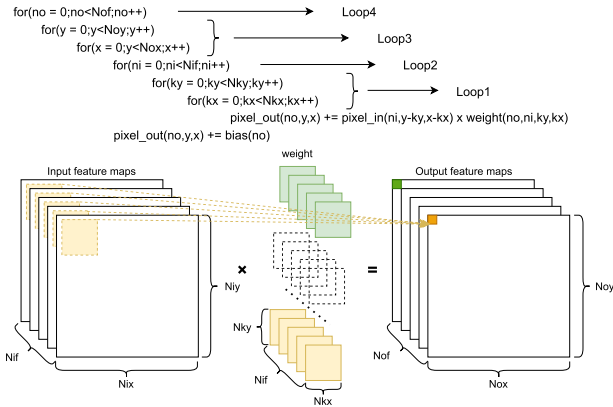 for(no = 0;no<Nof;no++) Loop4
for(y = 0;y<Noy;y++)
for(x = 0;y<Nox;x++) Loop3
for(ni = 0;ni<Nif;ni++) Loop2
for(ky = 0;ky<Nky;ky++)
for(kx = 0;kx<Nkx;kx++) Loop1
pixel_out(no,y,x) += pixel_in(ni,y-ky,x-kx) x weight(no,ni,ky,kx)
pixel_out(no,y,x) += bias(no)
weight
Input feature maps
Output feature maps
Niy
×
=
Noy
Nky
Nif
Nix
Nif
Nkx
Nof
Nox